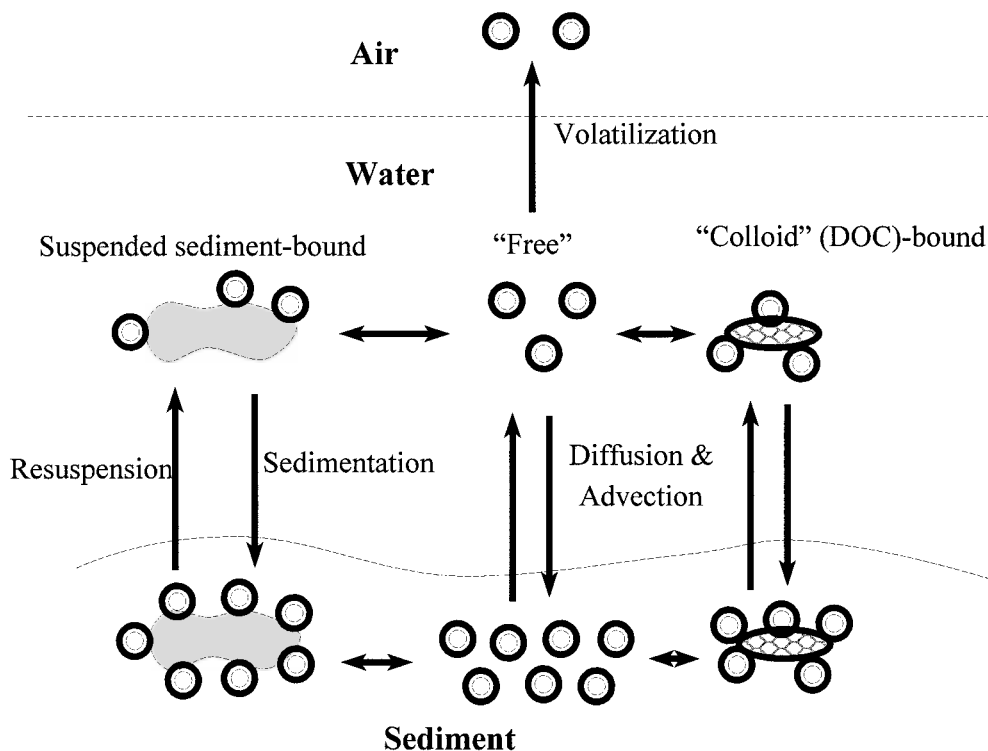 Air
Volatilization
Water
Suspended sediment-bound
“Free”
“Colloid” (DOC)-bound
Resuspension
Sedimentation
Diffusion &
Advection
Sediment